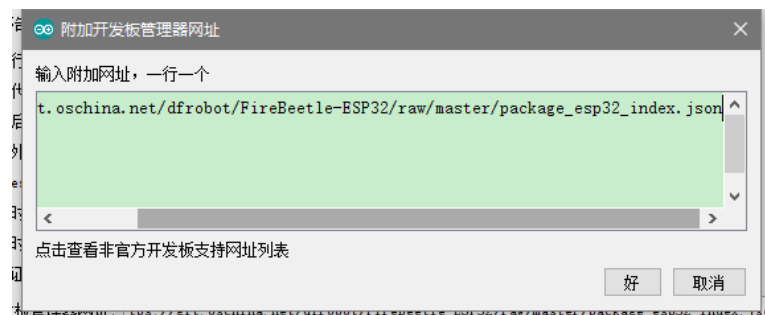 附加开发板管理器网址
输入附加网址，一行一个
t.oschina.net/dfrobot/FireBeetle-ESP32/raw/master/package_esp32_index.json
点击查看非官方开发板支持网址列表
好 取消